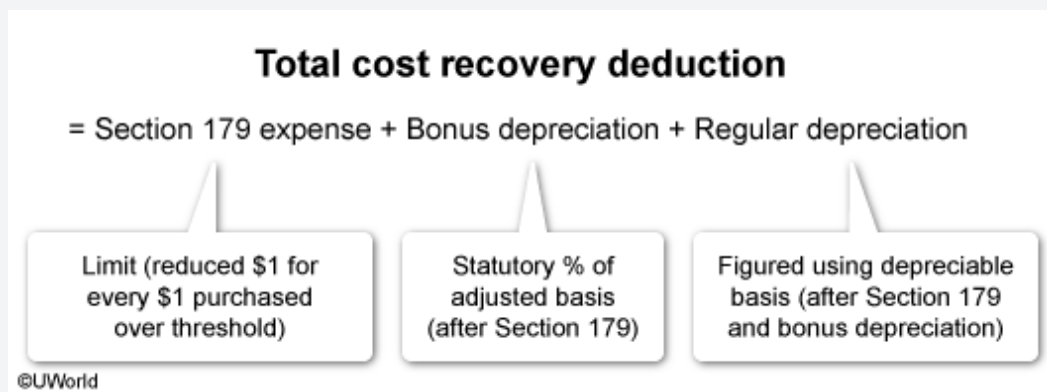 Total cost recovery deduction
= Section 179 expense + Bonus depreciation + Regular depreciation
Limit (reduced $1 for
every $1 purchased
over threshold)
Statutory % of
adjusted basis
(after Section 179)
Figured using depreciable
basis (after Section 179
and bonus depreciation)
©UWorld